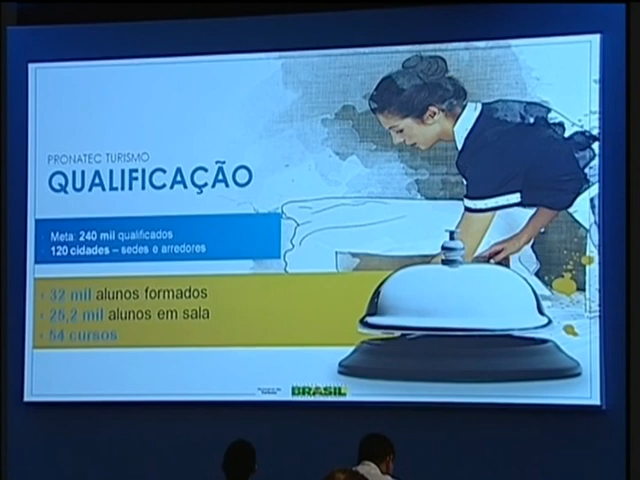 PRONATEC TURISMO
QUALIFICAÇÃO
Meta: 240 mil qualificados
120 cidades – sedes e arredores
• 32 mil alunos formados
• 25,2 mil alunos em sala
• 54 cursos
BRASIL